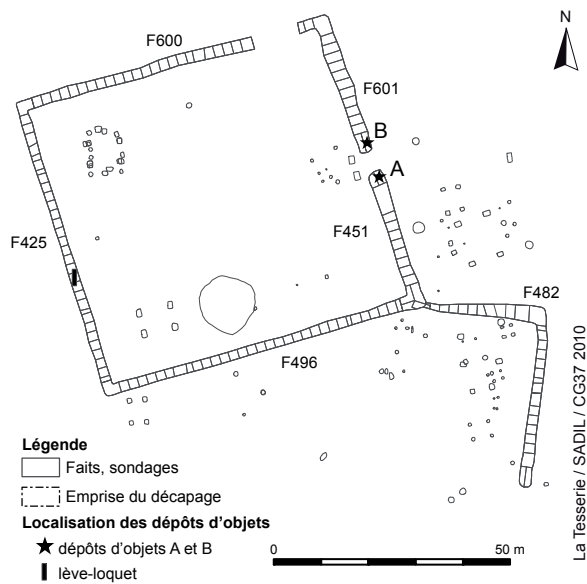 N
F600
F601
B
A
F451
F425
F482
F496
Légende
Faits, sondages
Emprise du décapage
Localisation des dépôts d'objets
dépôts d'objets A et B
lève-loquet
0 50 m
La Tesserie / SADIL / CG37 2010